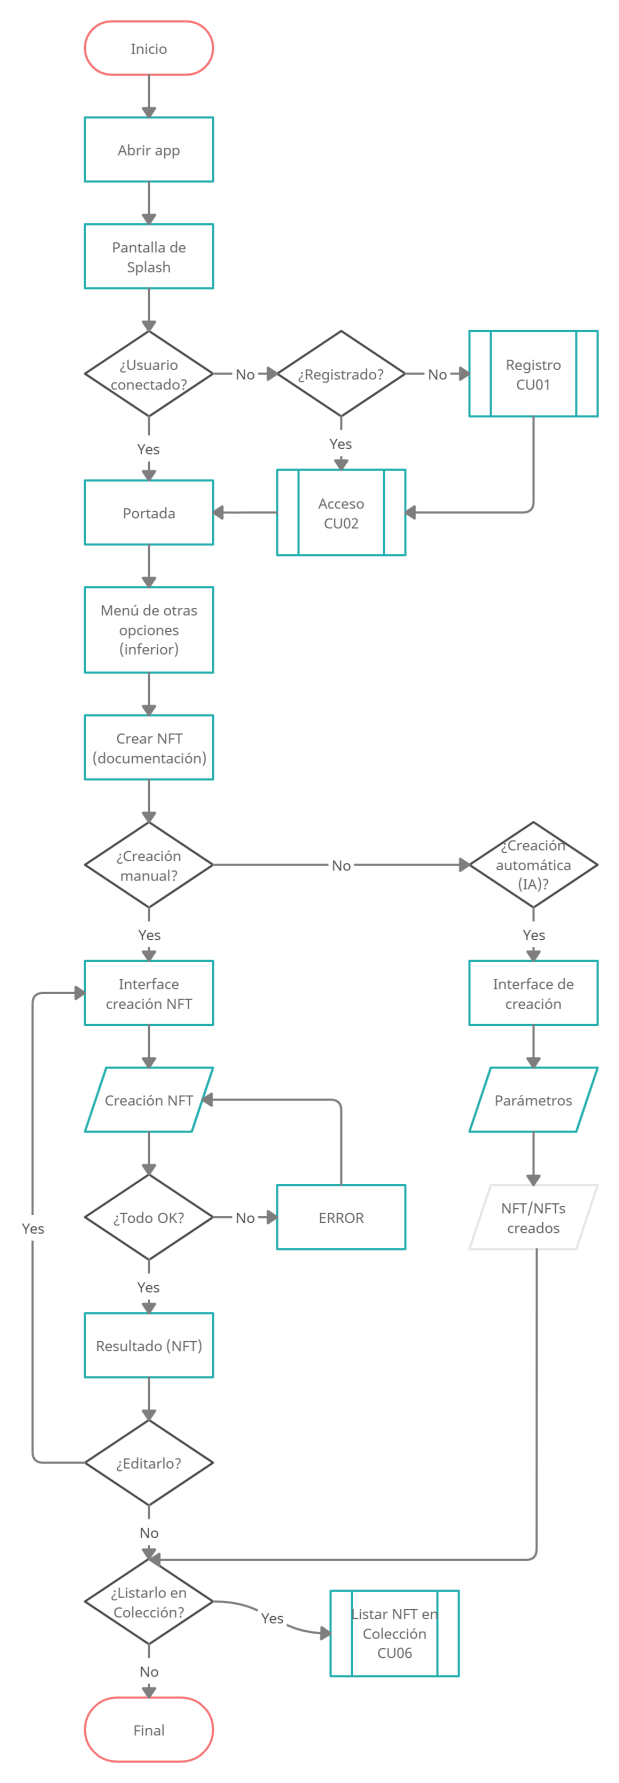 Inicio
Abrir app
Pantalla de
Splash
¿Usuario
conectado?
No
¿Registrado?
No
Registro
CU01
Yes
Yes
Portada
Acceso
CU02
Menú de otras
opciones
(inferior)
Crear NFT
(documentación)
¿Creación
manual?
No
¿Creación
automática
(IA)?
Yes
Yes
Interface
creación NFT
Interface de
creación
Creación NFT
Parámetros
¿Todo OK?
No
ERROR
NFT/NFTs
creados
Yes
Yes
Resultado (NFT)
¿Editarlo?
No
¿Listarlo en
Colección?
Yes
Listar NFT en
Colección
CU06
No
Final